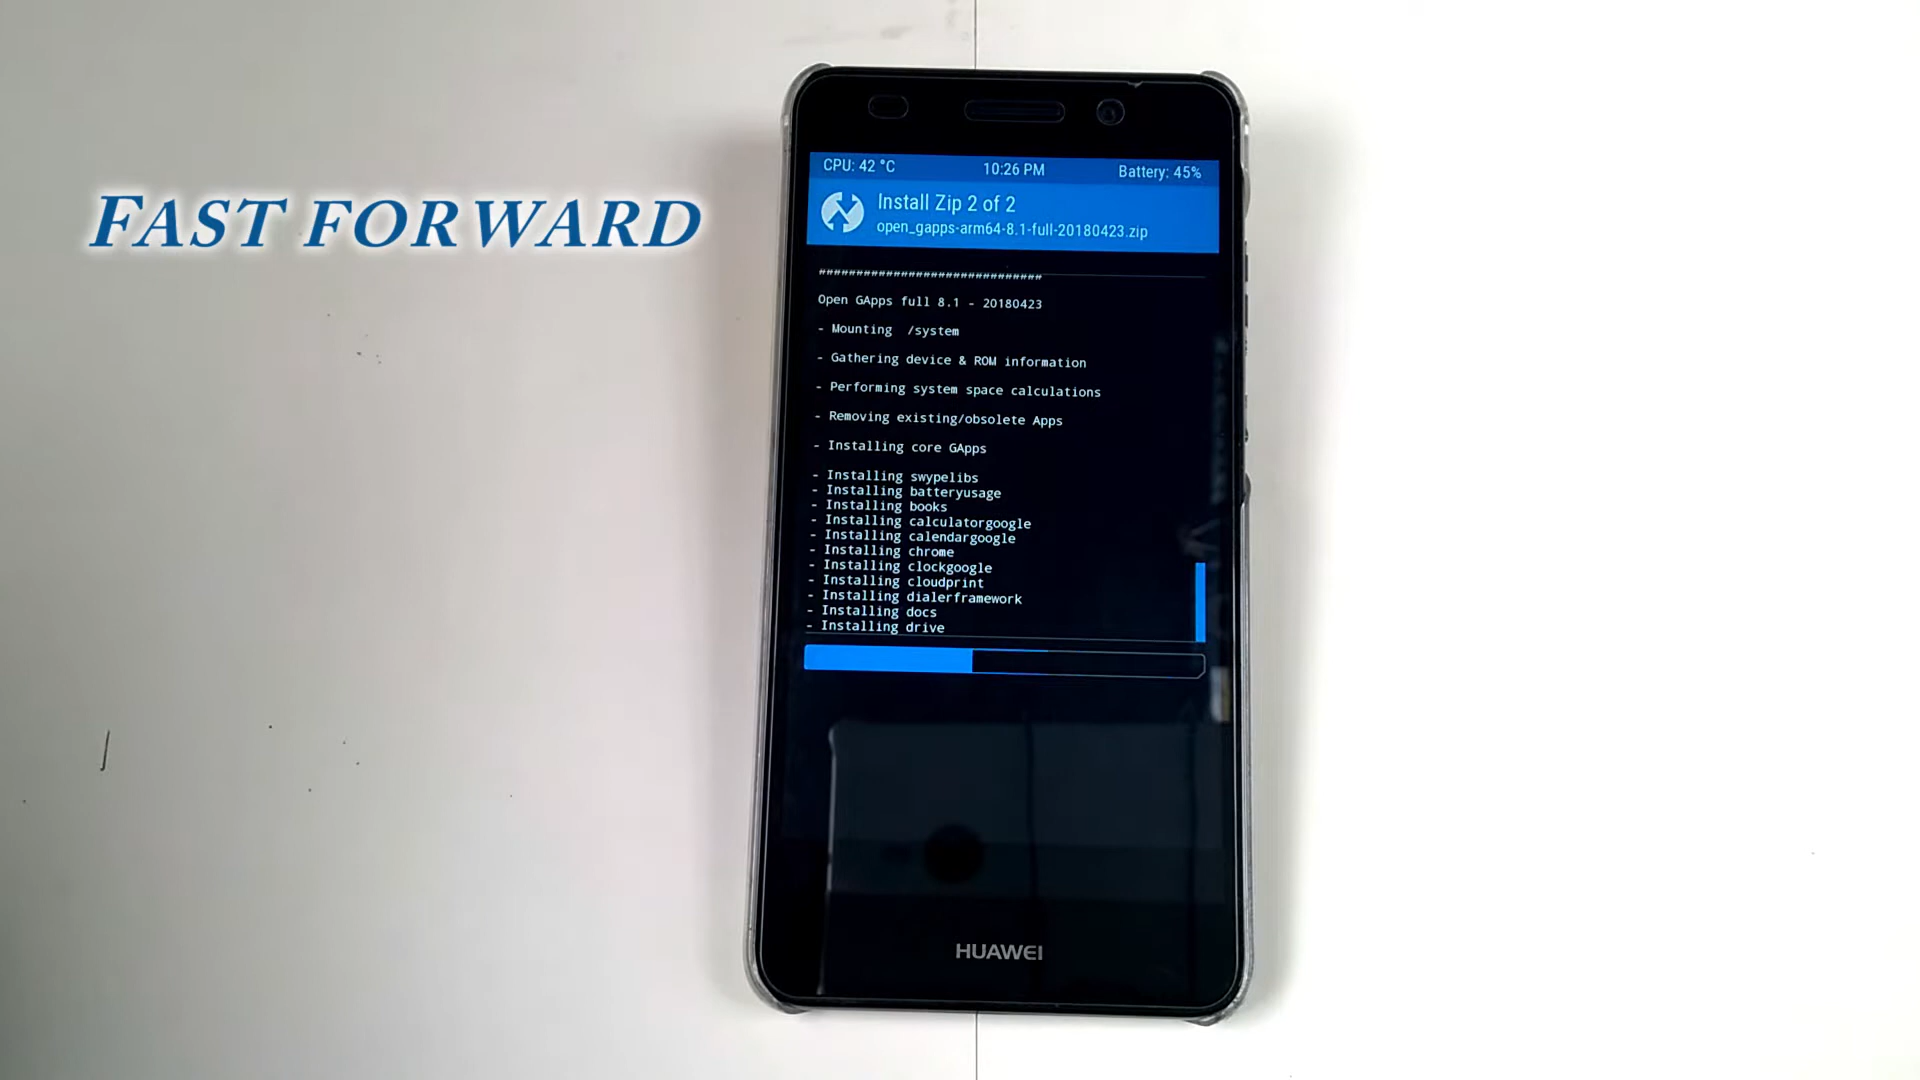 FAST FORWARD
CPU: 42 °C 10:26 PM Battery: 45%
Install Zip 2 of 2
open_gapps-arm64-8.1-full-20180423.zip
##############################
Open GApps full 8.1 - 20180423
- Mounting /system
- Gathering device & ROM information
- Performing system space calculations
- Removing existing/obsolete Apps
- Installing core GApps
- Installing swypelibs
- Installing batteryusage
- Installing books
- Installing calculatorgoogle
- Installing calendargoogle
- Installing chrome
- Installing clockgoogle
- Installing cloudprint
- Installing dialerframework
- Installing docs
- Installing drive
HUAWEI